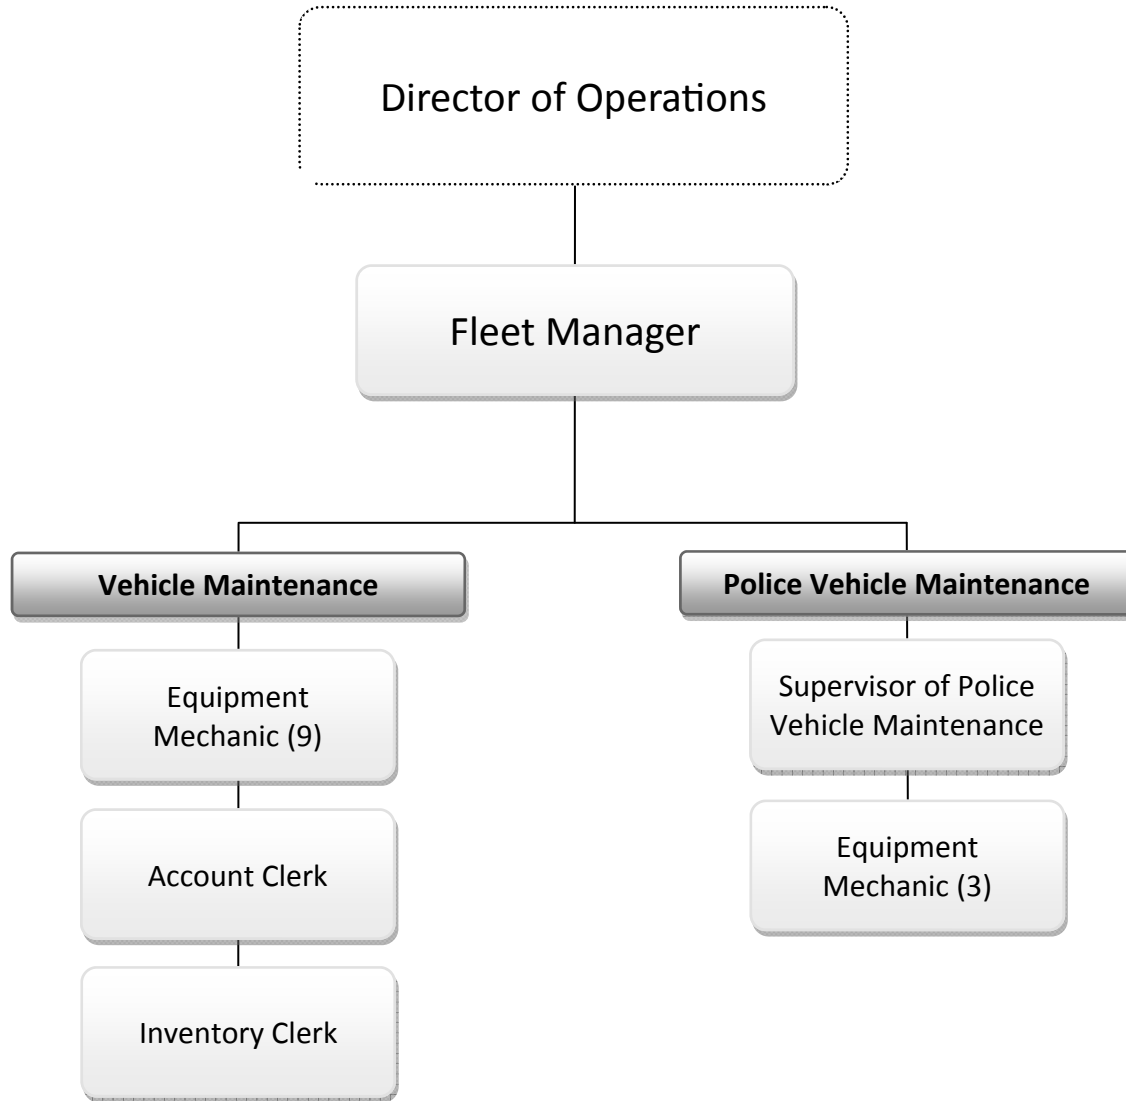 Director of Operations
Fleet Manager
Vehicle Maintenance
Equipment
Mechanic (9)
Account Clerk
Inventory Clerk
Police Vehicle Maintenance
Supervisor of Police
Vehicle Maintenance
Equipment
Mechanic (3)